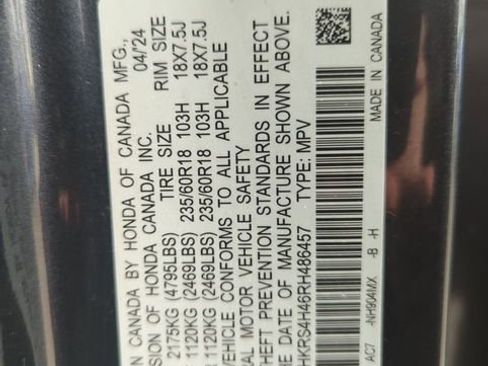 N CANADA BY HONDA OF CANADA MFG.,
SION OF HONDA CANADA INC. 04/24
TIRE SIZE RIM SIZE
2175KG (4795LBS)
1120KG (2469LBS) 235/60R18 103H 18X7.5J
1120KG (2469LBS) 235/60R18 103H 18X7.5J
VEHICLE CONFORMS TO ALL APPLICABLE
AL MOTOR VEHICLE SAFETY
HEFT PREVENTION STANDARDS IN EFFECT
HE DATE OF MANUFACTURE SHOWN ABOVE.
HKRS4H46RH486457 TYPE: MPV
AC7 -NH904MX -B -H MADE IN CANADA